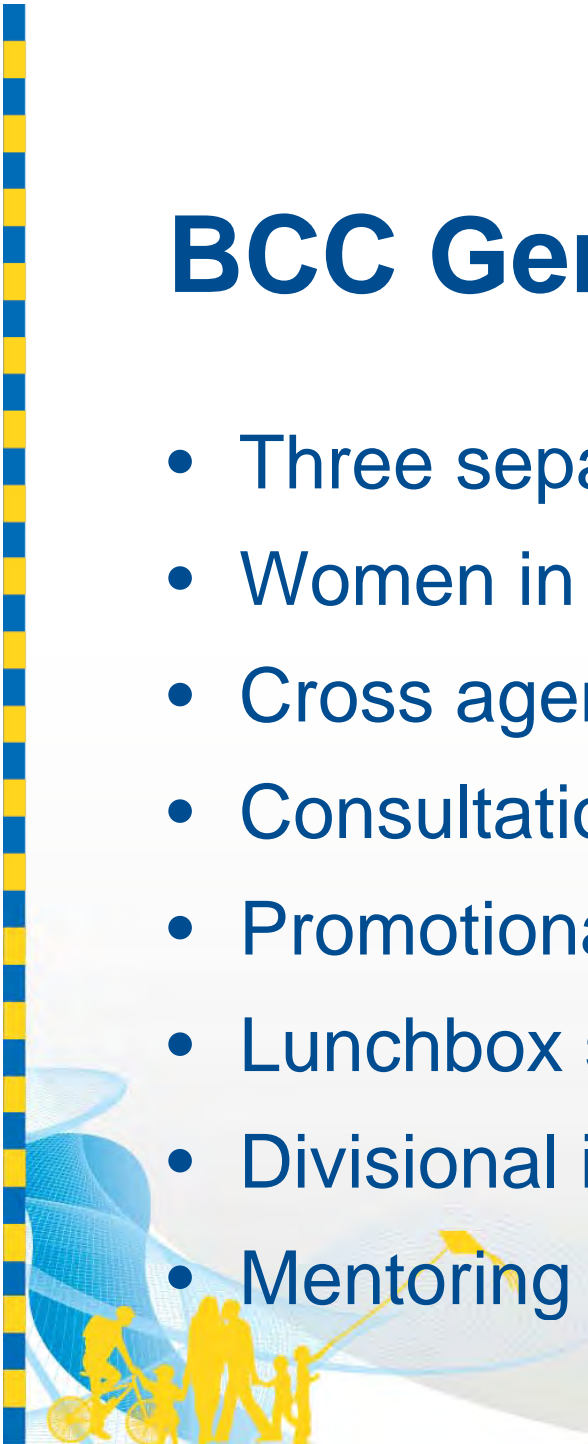 BCC Ger
• Three sepa
• Women in
• Cross ager
• Consultatio
• Promotiona
• Lunchbox
• Divisional i
• Mentoring